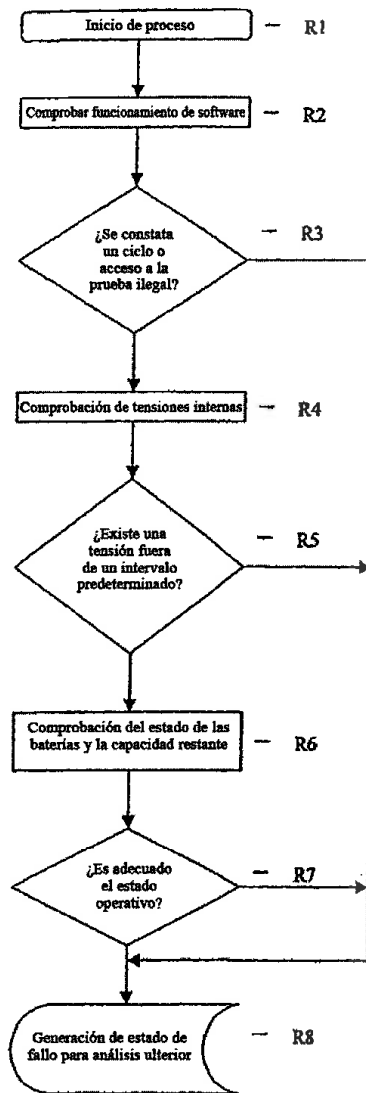 Inicio de proceso
R1
Comprobar funcionamiento de software
R2
¿Se constata
un ciclo o
acceso a la
prueba ilegal?
R3
Comprobación de tensiones internas
R4
¿Existe una
tensión fuera
de un intervalo
predeterminado?
R5
Comprobación del estado de las
baterías y la capacidad restante
R6
¿Es adecuado
el estado
operativo?
R7
Generación de estado de
fallo para análisis ulterior
R8